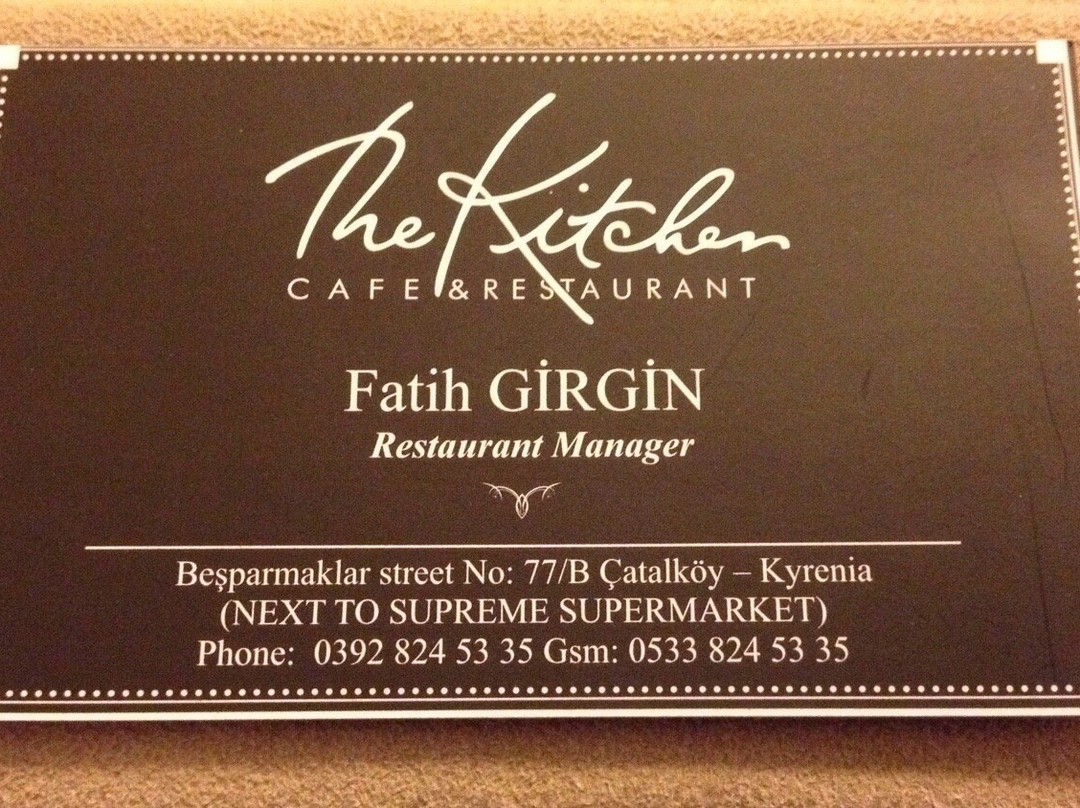 The Kitchen
CAFE & RESTAURANT
Fatih GİRGİN
Restaurant Manager
Beşparmaklar street No: 77/B Çatalköy – Kyrenia
(NEXT TO SUPREME SUPERMARKET)
Phone: 0392 824 53 35 Gsm: 0533 824 53 35